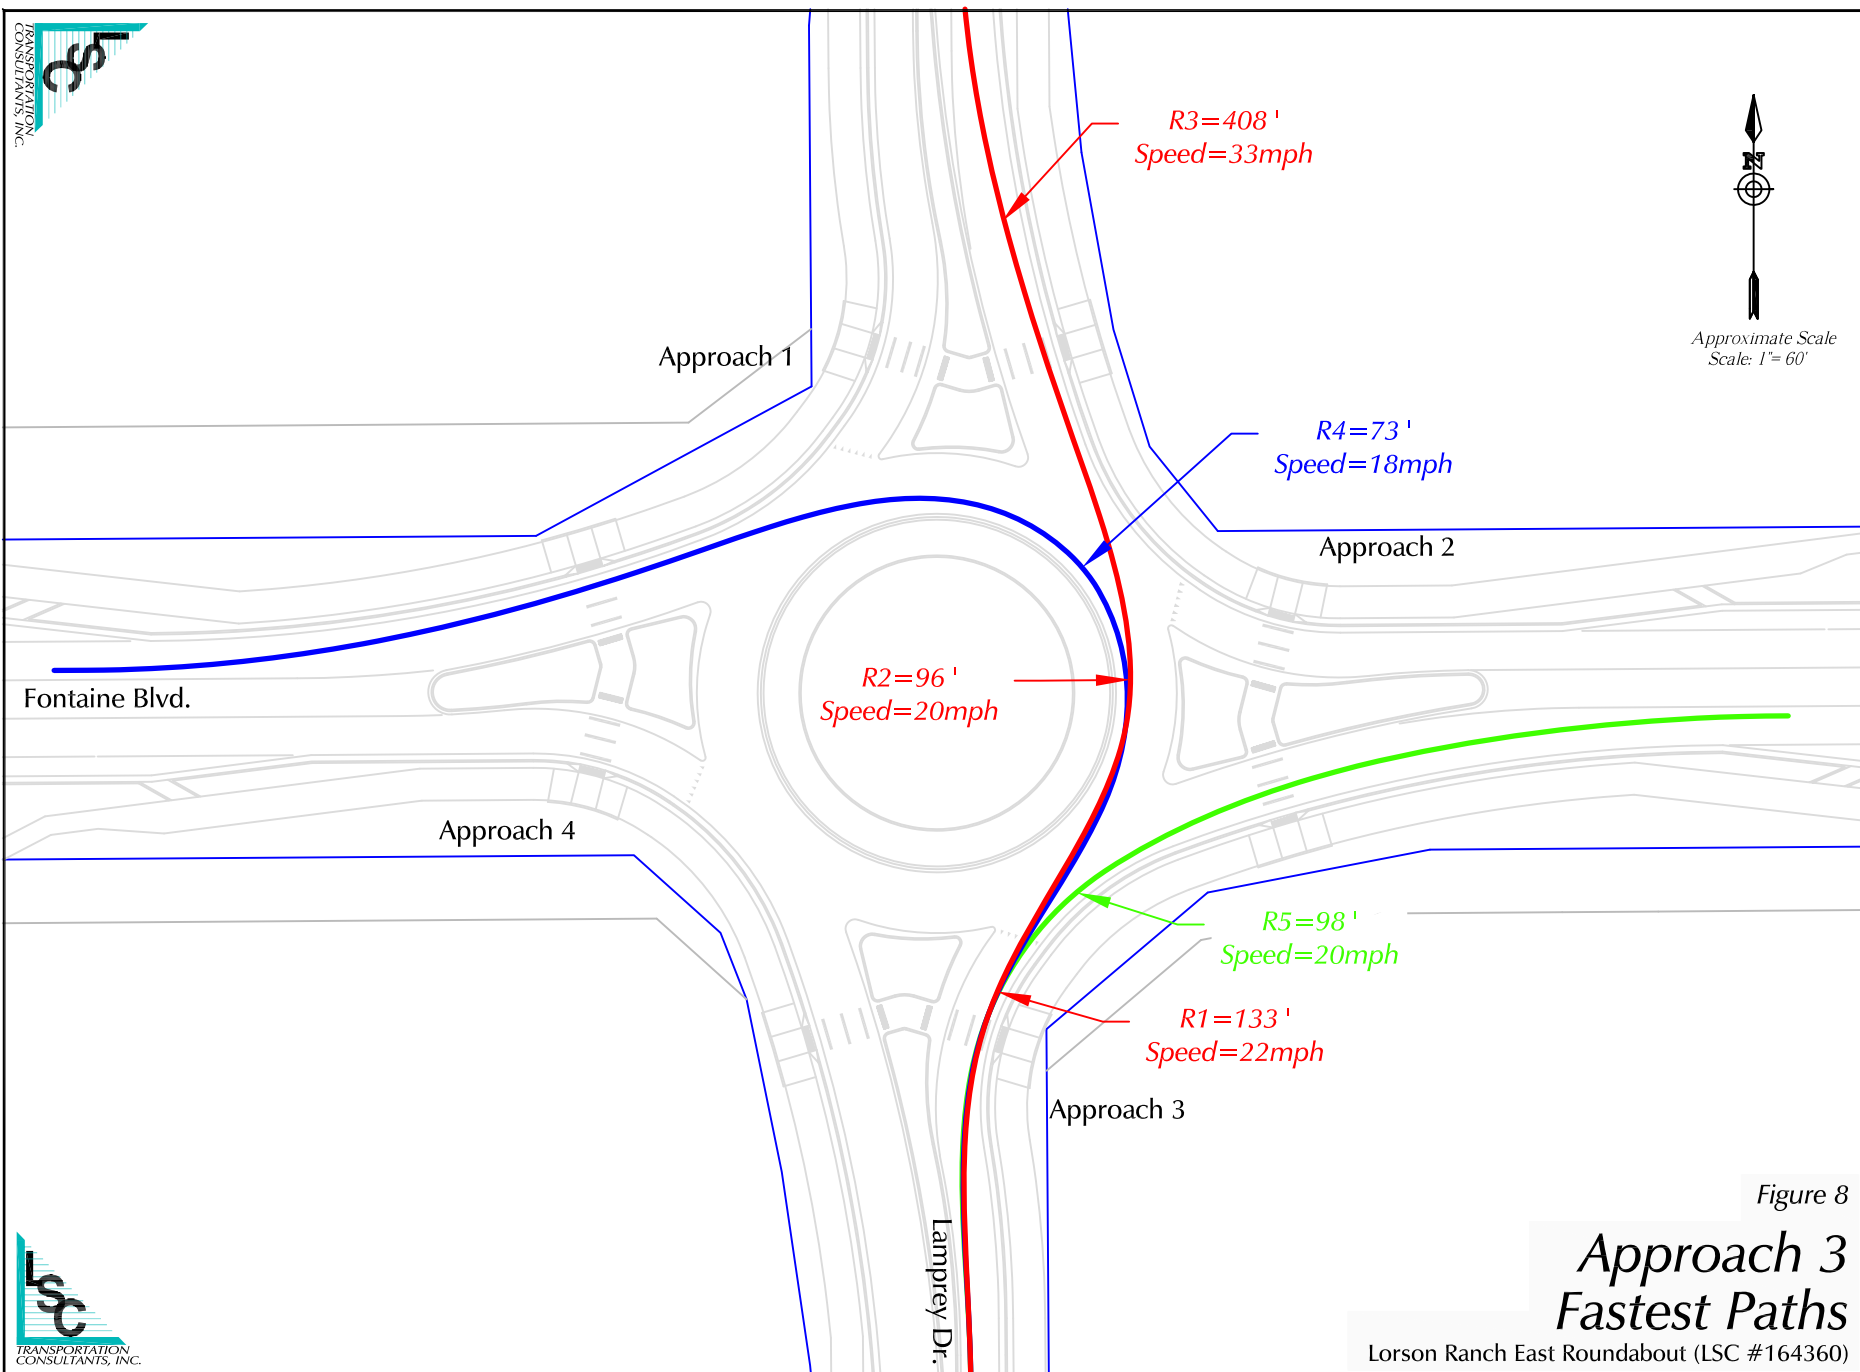 LSC
TRANSPORTATION
CONSULTANTS, INC.
R3=408 '
Speed=33mph
N
Approximate Scale
Scale: 1"= 60'
Approach 1
R4=73 '
Speed=18mph
Approach 2
R2=96 '
Speed=20mph
Fontaine Blvd.
Approach 4
R5=98 '
Speed=20mph
R1=133 '
Speed=22mph
Approach 3
Lamprey Dr.
Figure 8
Approach 3
Fastest Paths
Lorson Ranch East Roundabout (LSC #164360)
LSC
TRANSPORTATION
CONSULTANTS, INC.